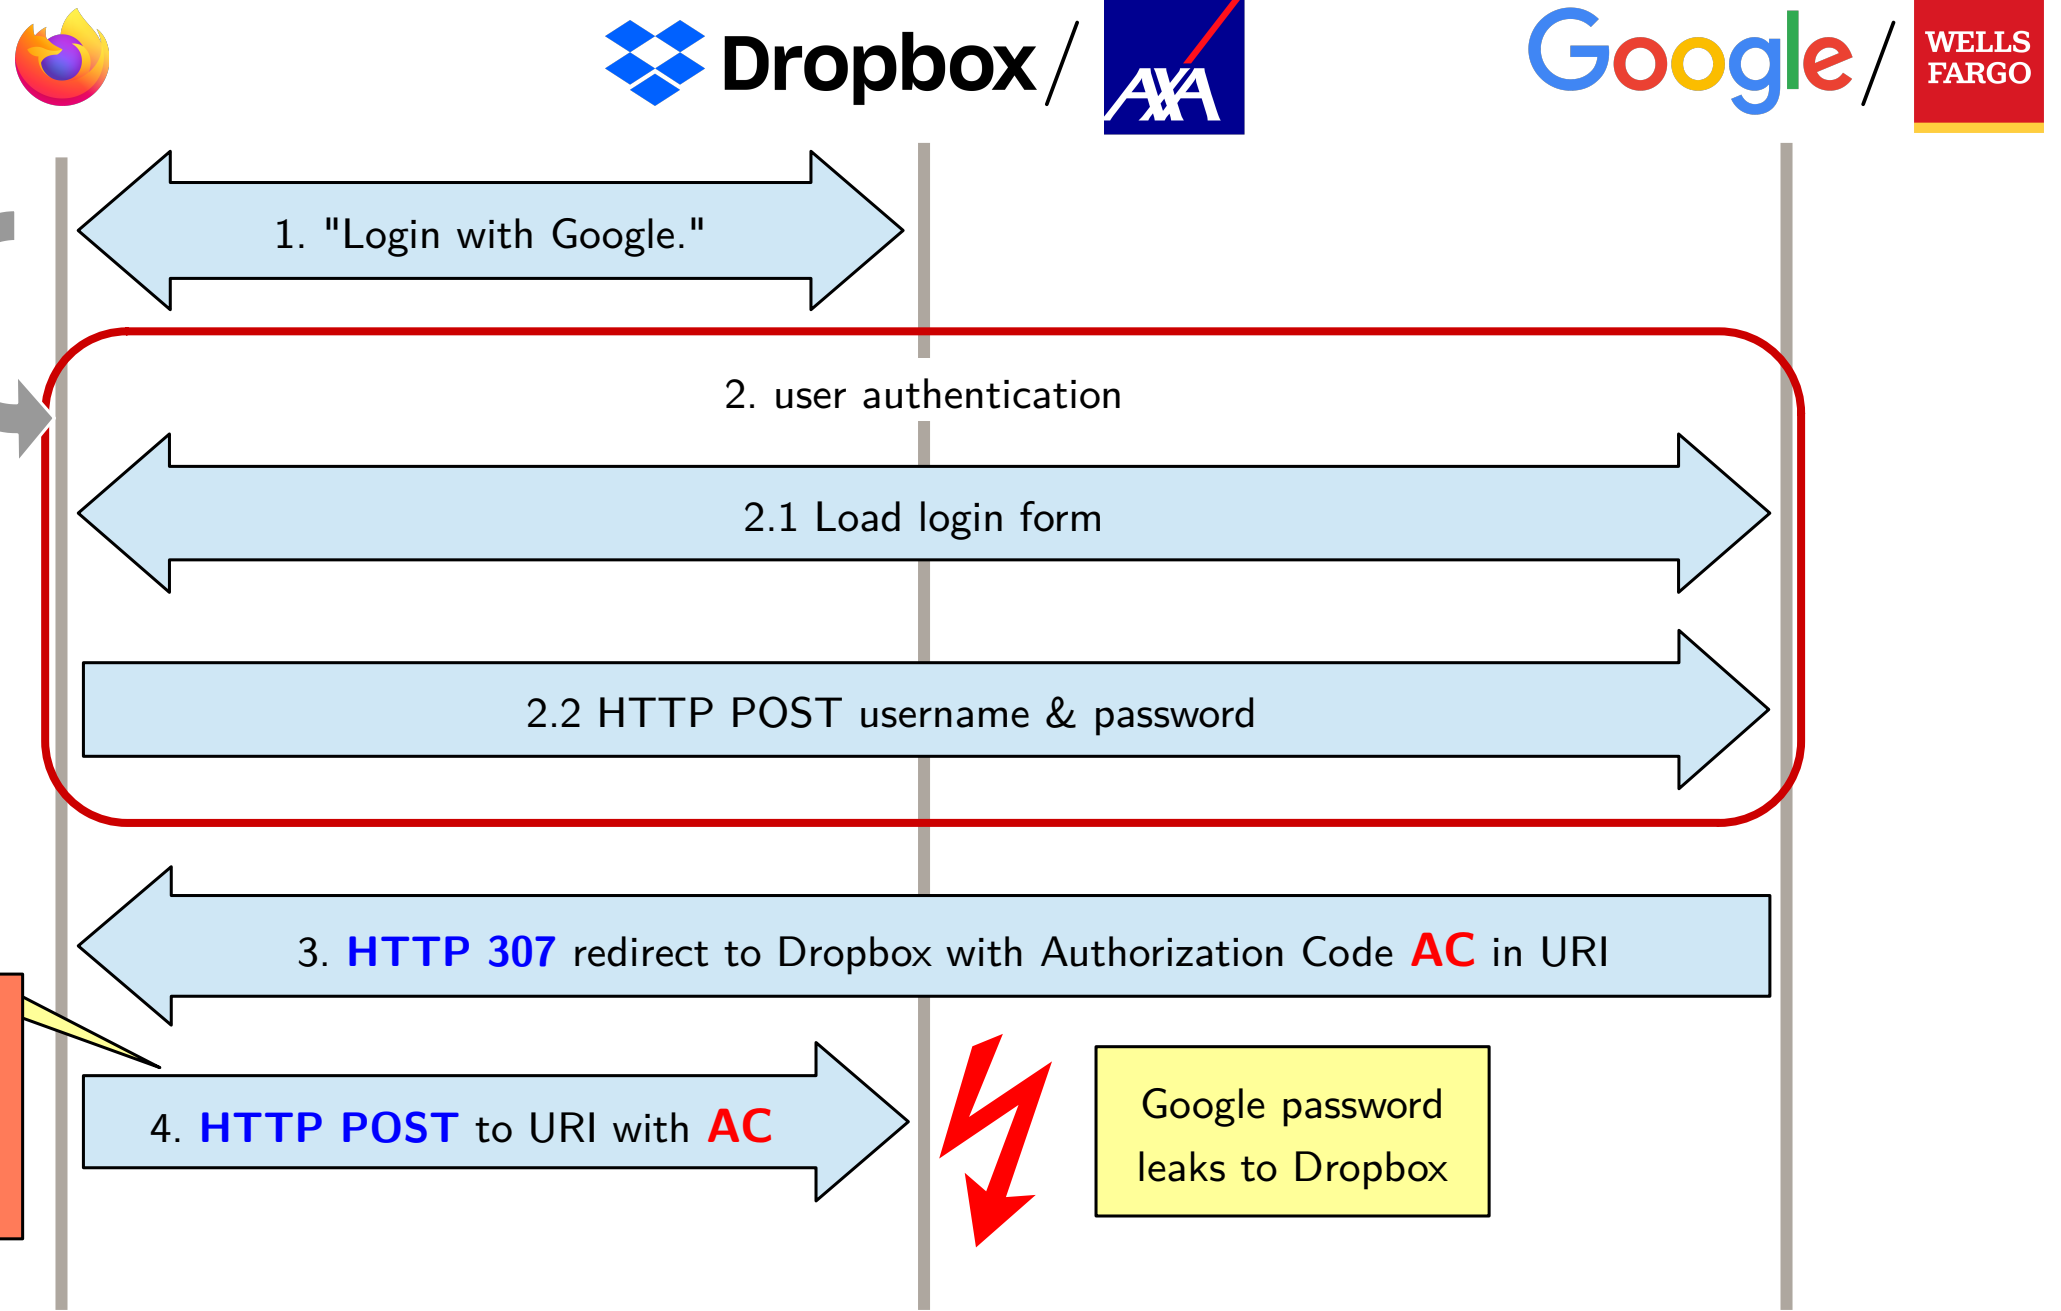 Dropbox / AXA
Google / WELLS FARGO
1. "Login with Google."
2. user authentication
2.1 Load login form
2.2 HTTP POST username & password
3. HTTP 307 redirect to Dropbox with Authorization Code AC in URI
4. HTTP POST to URI with AC
Google password
leaks to Dropbox